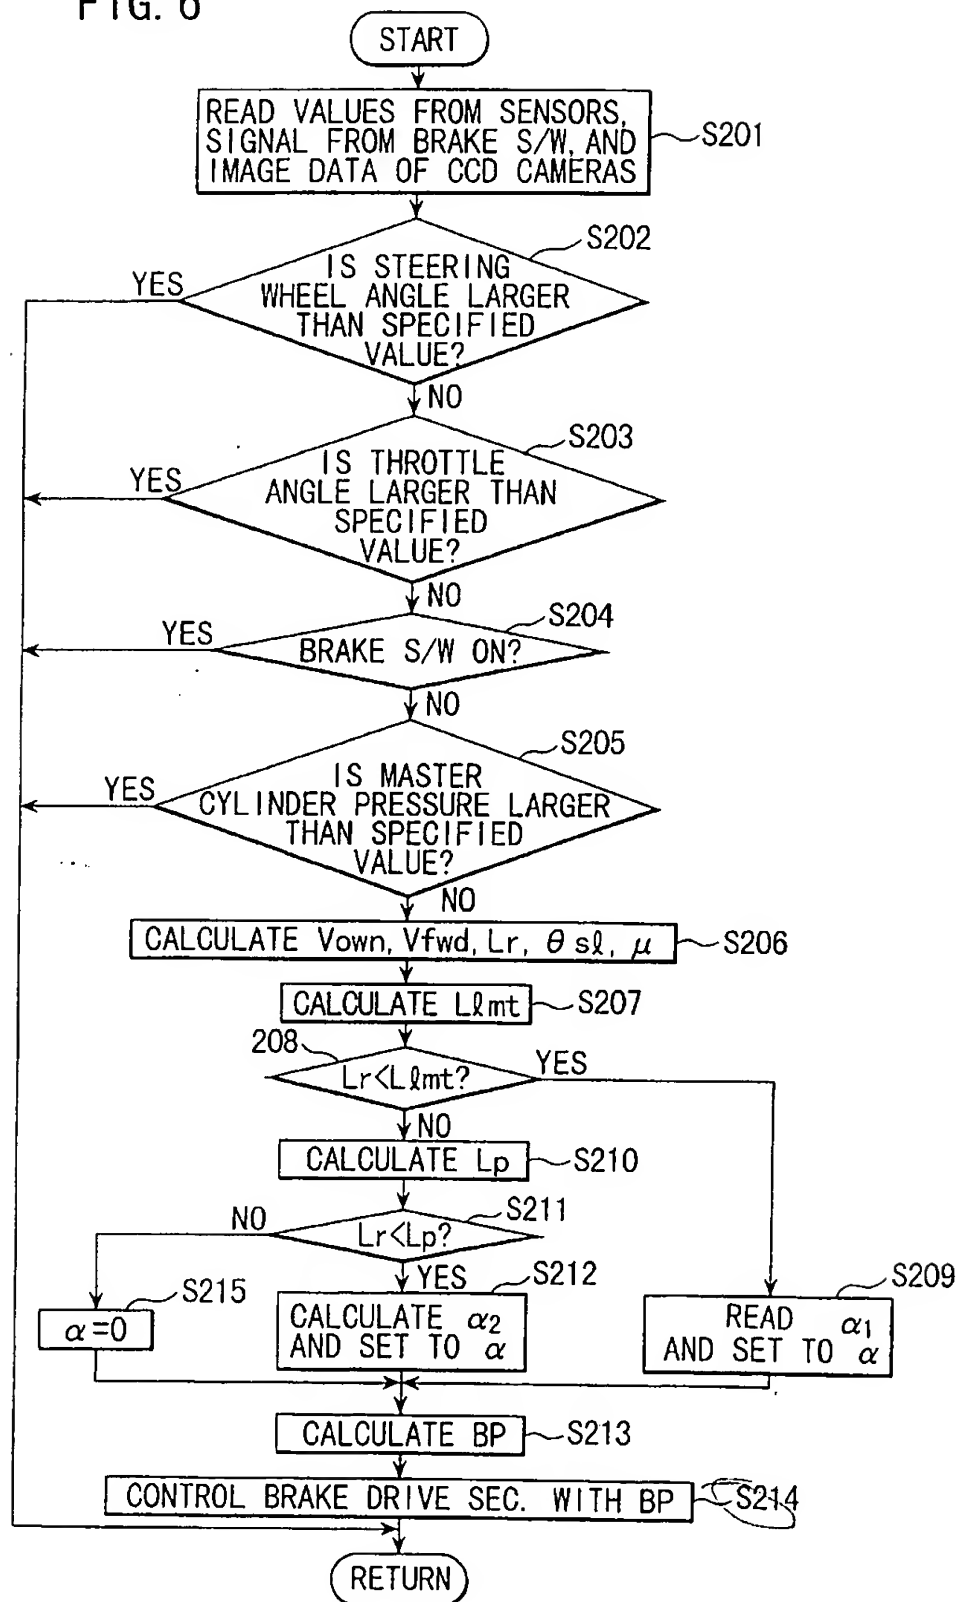 FIG. 6
START
READ VALUES FROM SENSORS,
SIGNAL FROM BRAKE S/W, AND
IMAGE DATA OF CCD CAMERAS
S201
S202
IS STEERING
WHEEL ANGLE LARGER
THAN SPECIFIED
VALUE?
YES
NO
S203
IS THROTTLE
ANGLE LARGER THAN
SPECIFIED
VALUE?
YES
NO
S204
BRAKE S/W ON?
YES
NO
S205
IS MASTER
CYLINDER PRESSURE LARGER
THAN SPECIFIED
VALUE?
YES
NO
CALCULATE Vown, Vfwd, Lr, θsℓ, μ
S206
CALCULATE Lℓmt
S207
208
Lr<Lℓmt?
YES
NO
CALCULATE Lp
S210
S211
Lr<Lp?
NO
YES
S215
α=0
S212
CALCULATE α2
AND SET TO α
S209
READ α1
AND SET TO α
CALCULATE BP
S213
CONTROL BRAKE DRIVE SEC. WITH BP
S214
RETURN